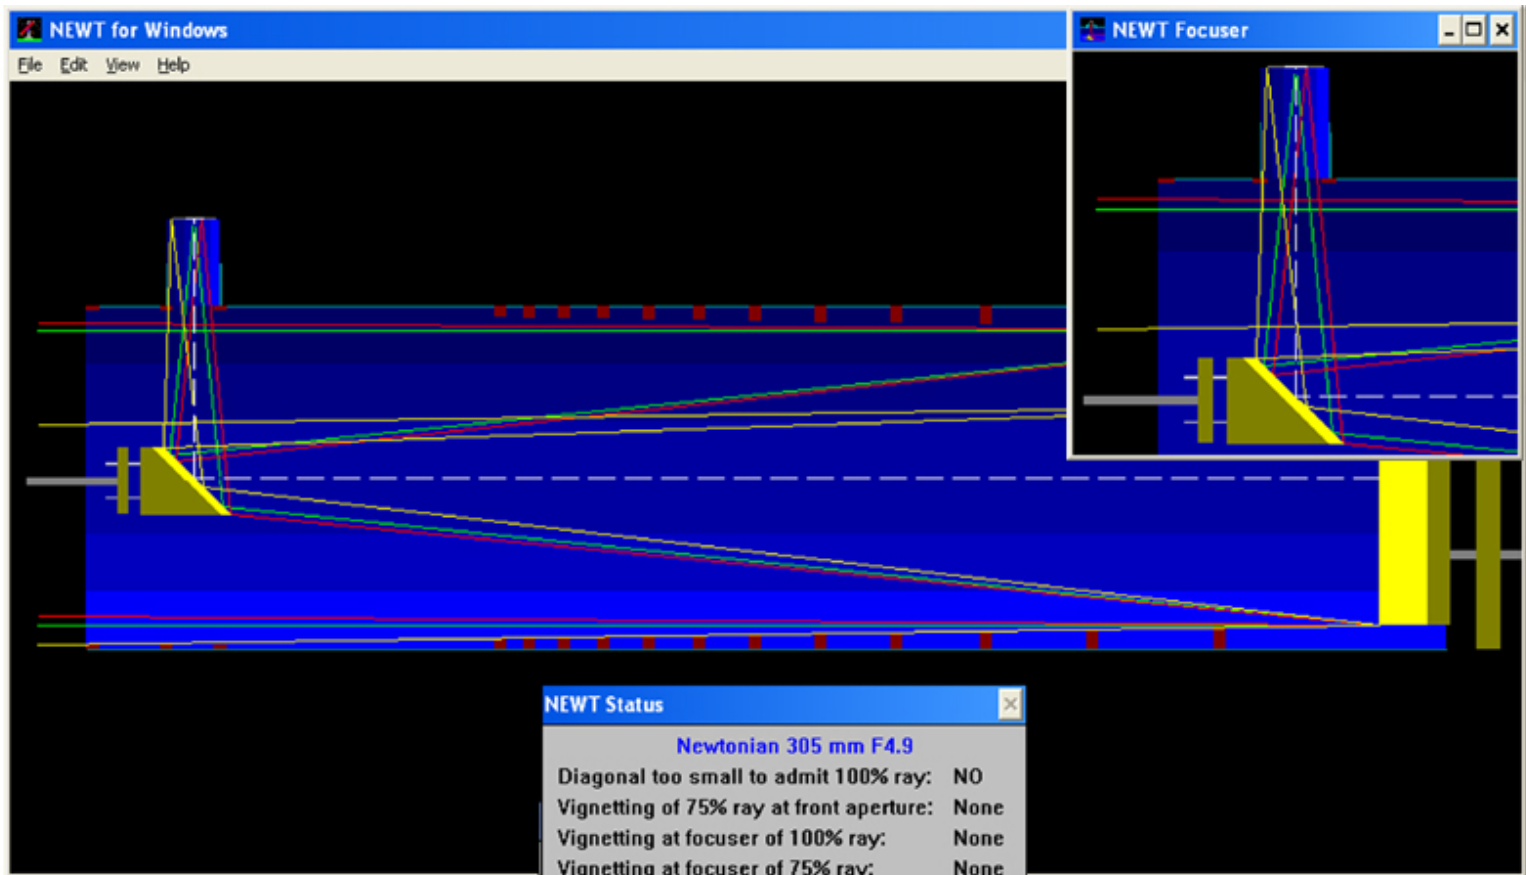 NEWT for Windows
File Edit View Help
NEWT Focuser
NEWT Status
Newtonian 305 mm F4.9
Diagonal too small to admit 100% ray: NO
Vignetting of 75% ray at front aperture: None
Vignetting at focuser of 100% ray: None
Vignetting at focuser of 75% ray: None